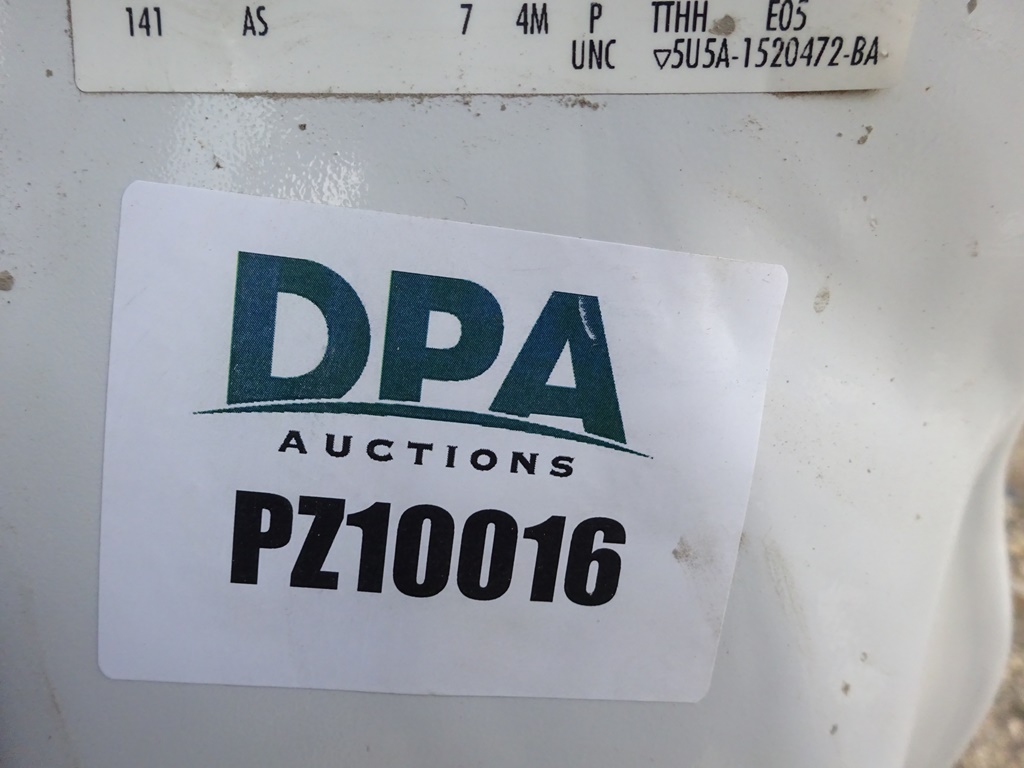 141 AS 7 4M P TTHH E05
UNC ▽5U5A-1520472-BA
DPA
AUCTIONS
PZ10016